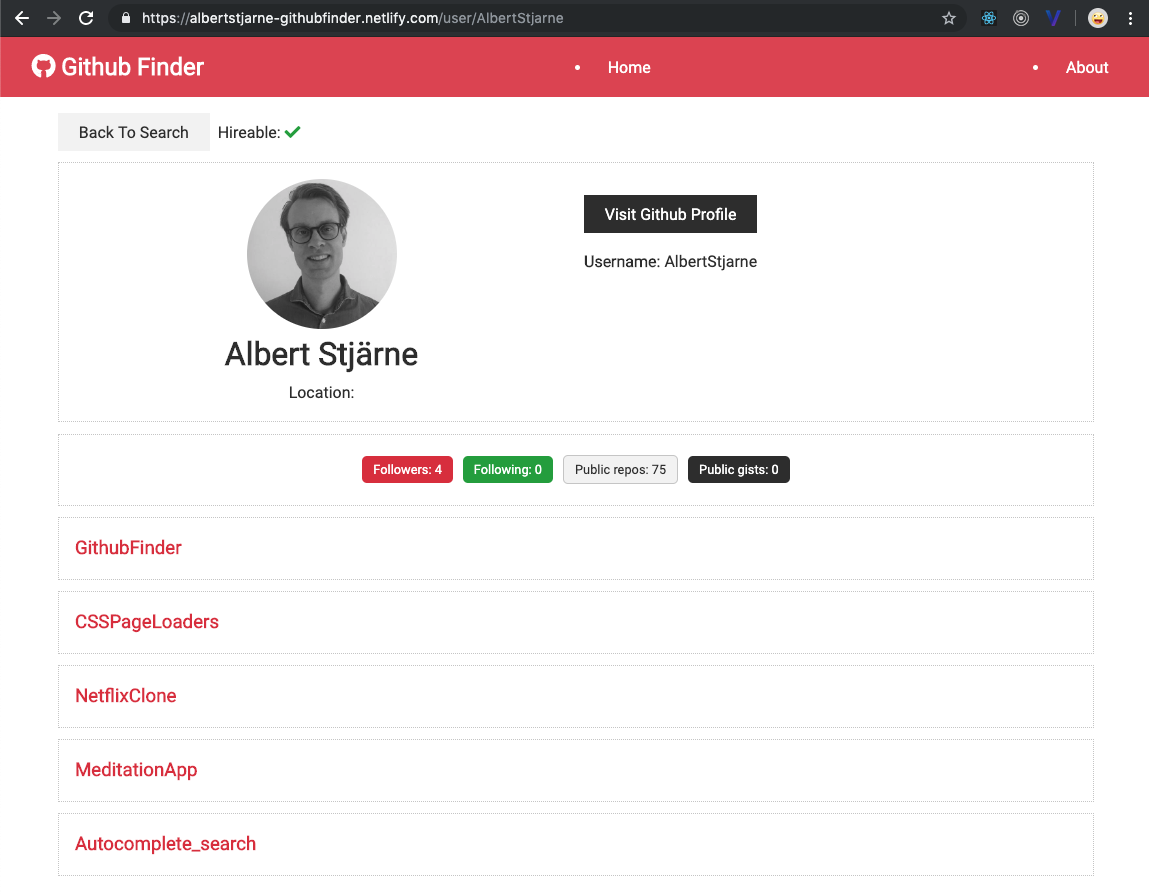 https://albertstjarne-githubfinder.netlify.com/user/AlbertStjarne
Github Finder
• Home
• About
Back To Search
Hireable:
Visit Github Profile
Username: AlbertStjarne
Albert Stjärne
Location:
Followers: 4
Following: 0
Public repos: 75
Public gists: 0
GithubFinder
CSSPageLoaders
NetflixClone
MeditationApp
Autocomplete_search